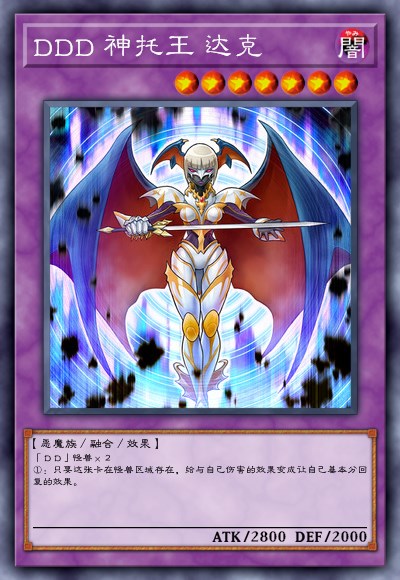 DDD 神托王 达克
やみ
闇
【恶魔族／融合／效果】
「DD」怪兽×2
①：只要这张卡在怪兽区域存在，给与自己伤害的效果变成让自己基本分回
复的效果。
ATK/2800 DEF/2000